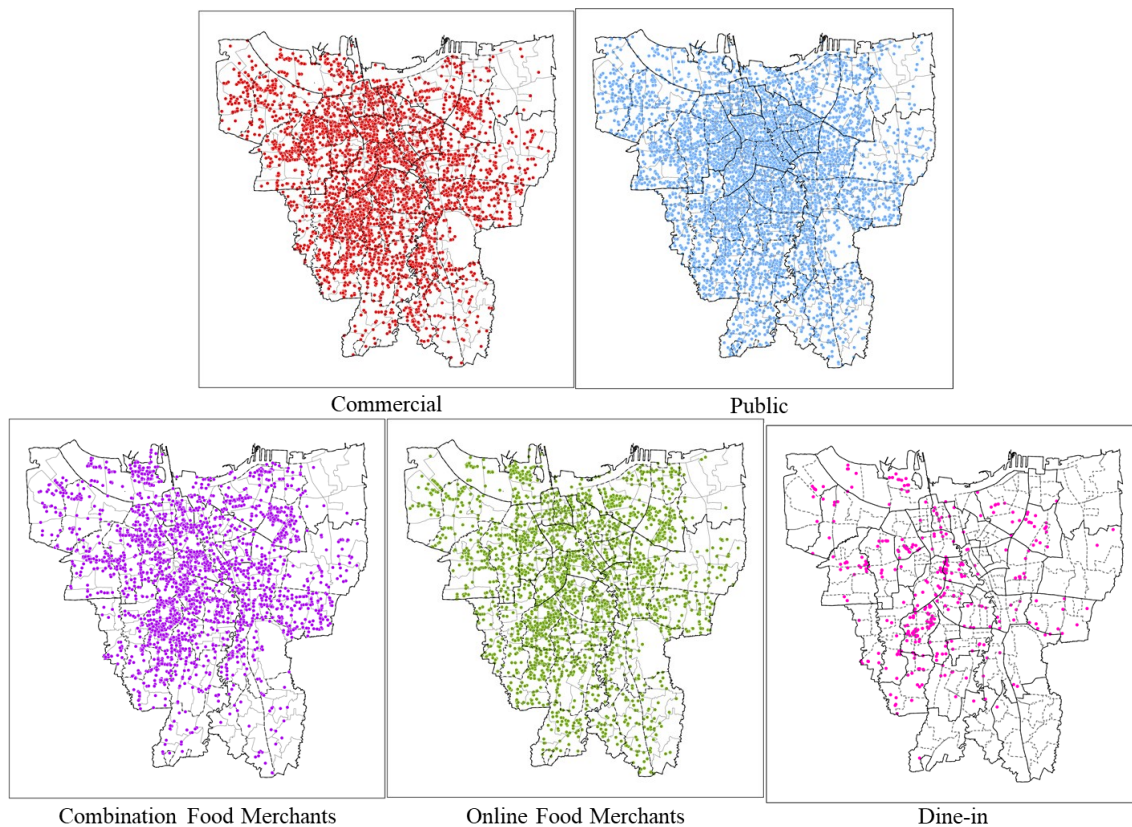 Commercial
Public
Combination Food Merchants
Online Food Merchants
Dine-in